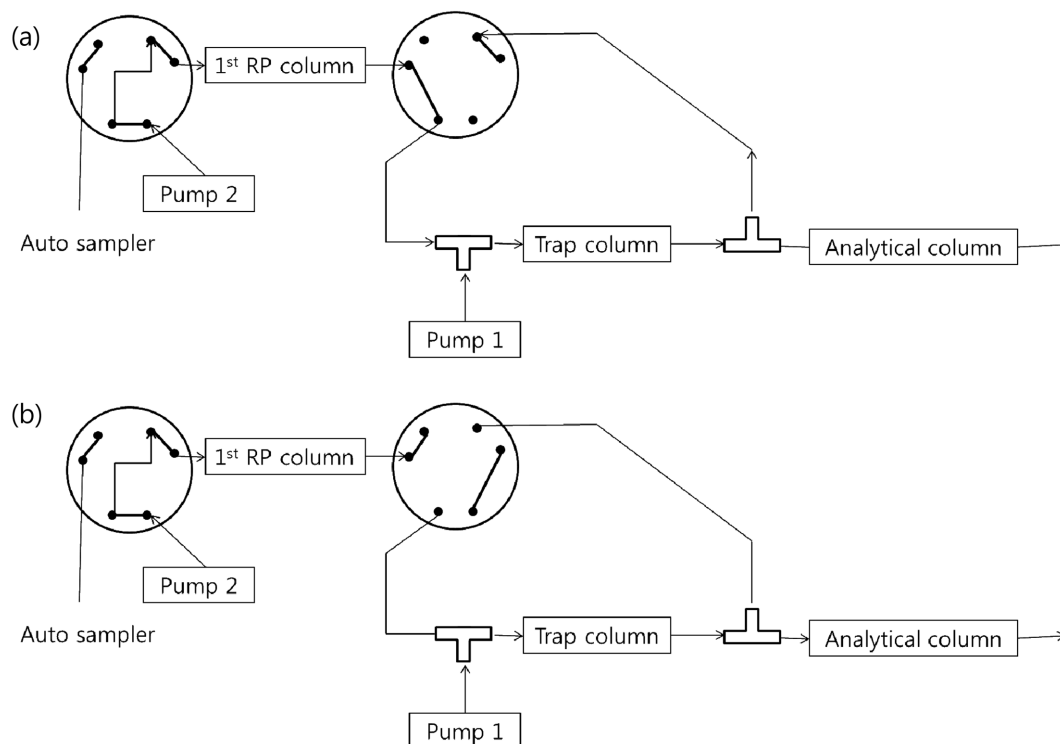 (a)
1st RP column
Pump 2
Auto sampler
Trap column
Analytical column
Pump 1
(b)
1st RP column
Pump 2
Auto sampler
Trap column
Analytical column
Pump 1